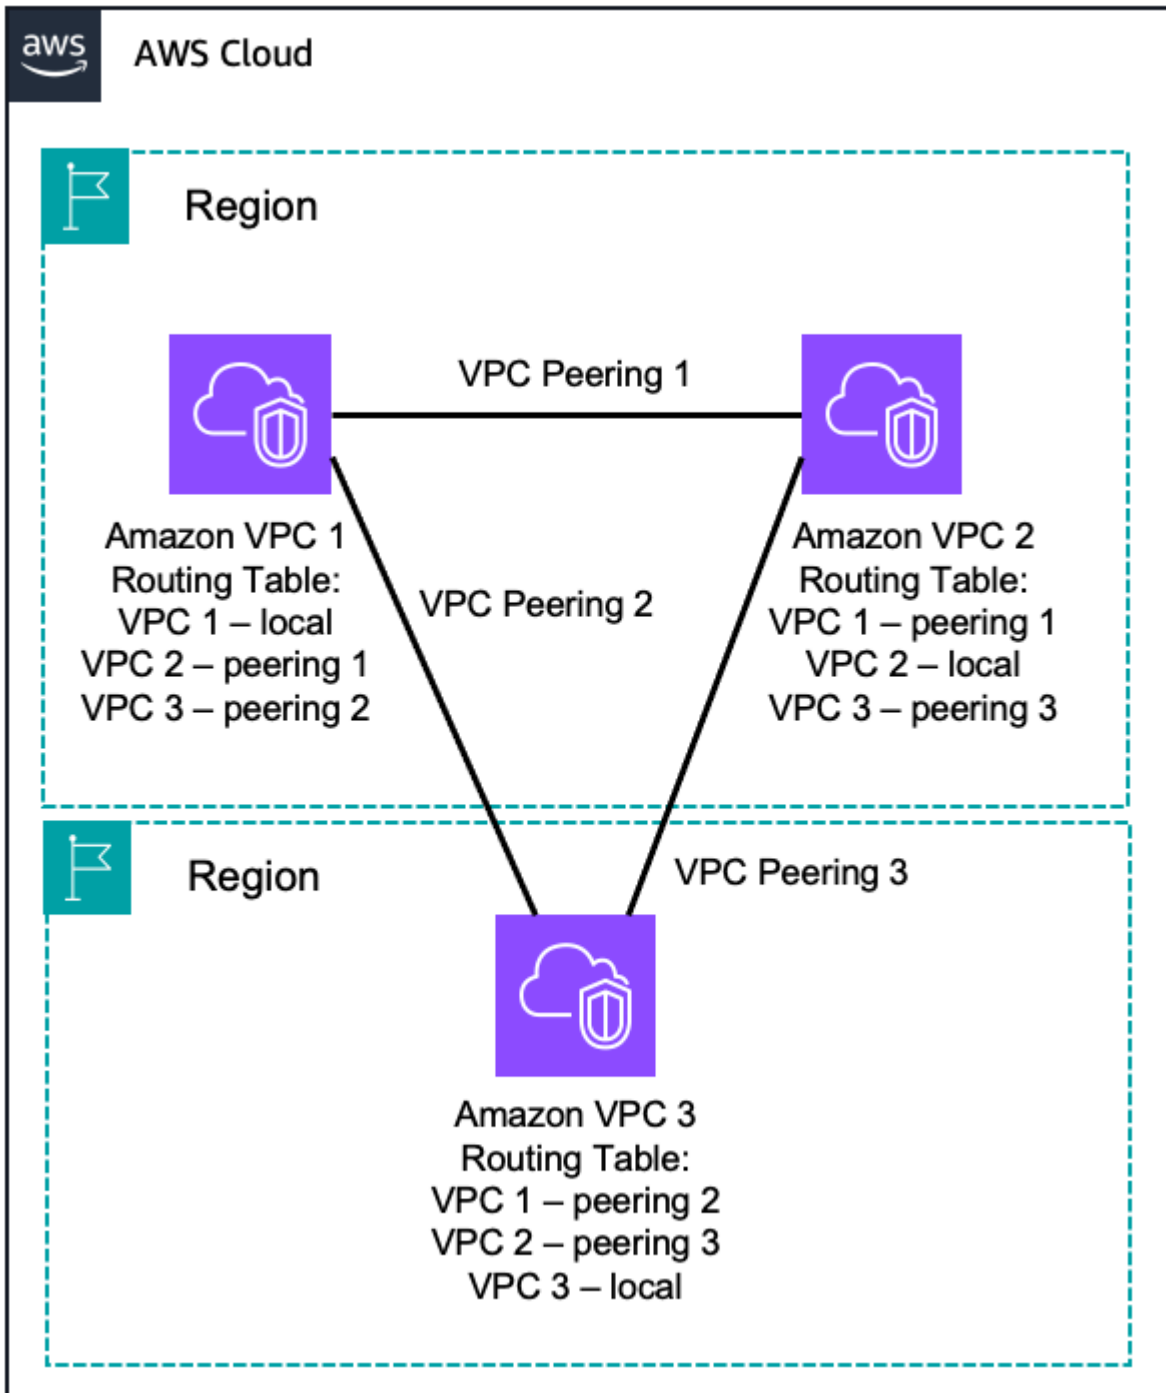 aws
AWS Cloud
Region
VPC Peering 1
Amazon VPC 1
Routing Table:
VPC 1 – local
VPC 2 – peering 1
VPC 3 – peering 2
VPC Peering 2
Amazon VPC 2
Routing Table:
VPC 1 – peering 1
VPC 2 – local
VPC 3 – peering 3
Region
VPC Peering 3
Amazon VPC 3
Routing Table:
VPC 1 – peering 2
VPC 2 – peering 3
VPC 3 – local